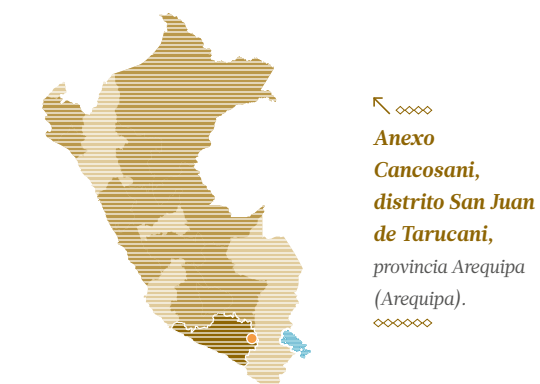 Anexo
Cancosani,
distrito San Juan
de Tarucani,
provincia Arequipa
(Arequipa).